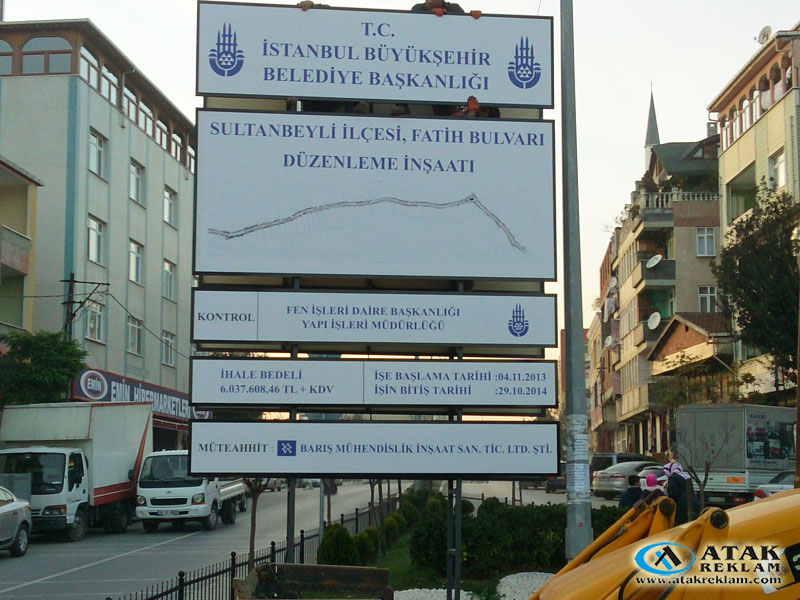 T.C.
İSTANBUL BÜYÜKŞEHİR
BELEDİYE BAŞKANLIĞI
SULTANBEYLİ İLÇESİ, FATİH BULVARI
DÜZENLEME İNŞAATI
KONTROL
FEN İŞLERİ DAİRE BAŞKANLIĞI
YAPI İŞLERİ MÜDÜRLÜĞÜ
İHALE BEDELİ
6.037.608,46 TL + KDV
İŞE BAŞLAMA TARİHİ :04.11.2013
İŞİN BİTİŞ TARİHİ :29.10.2014
MÜTEAHHİT : BARIŞ MÜHENDİSLİK İNŞAAT SAN. TİC. LTD. ŞTİ.
EMİN EMİN HİPERMARKETLERİ
ATAK
REKLAM
www.atakreklam.com